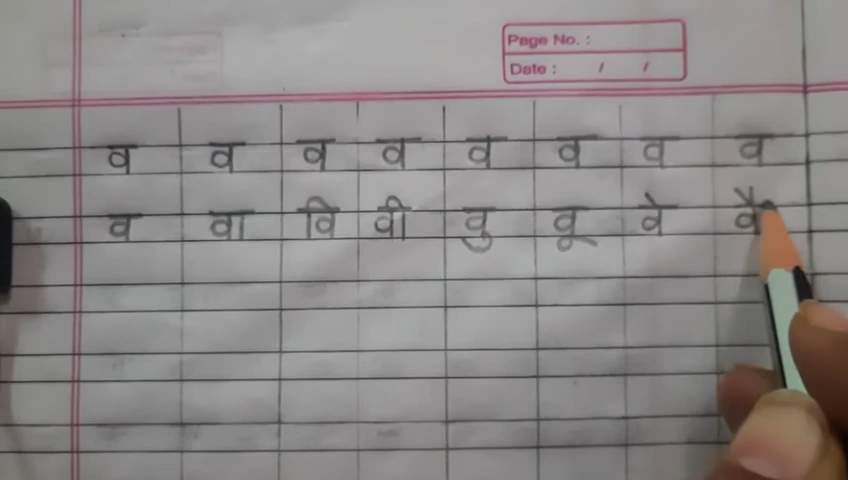 Page No. :
Date : / /
व व व व व व व व
व वा वि वी वु वू वे वै